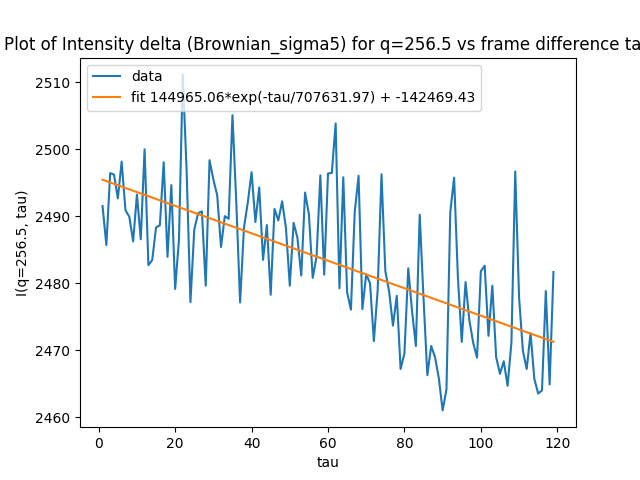 Plot of Intensity delta (Brownian_sigma5) for q=256.5 vs frame difference ta
data
fit 144965.06*exp(-tau/707631.97) + -142469.43
I(q=256.5, tau)
2510
2500
2490
2480
2470
2460
0 20 40 60 80 100 120
tau